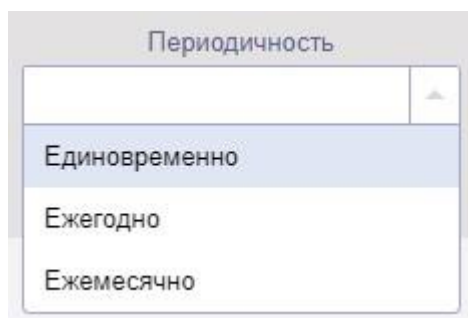 Периодичность
Единовременно
Ежегодно
Ежемесячно